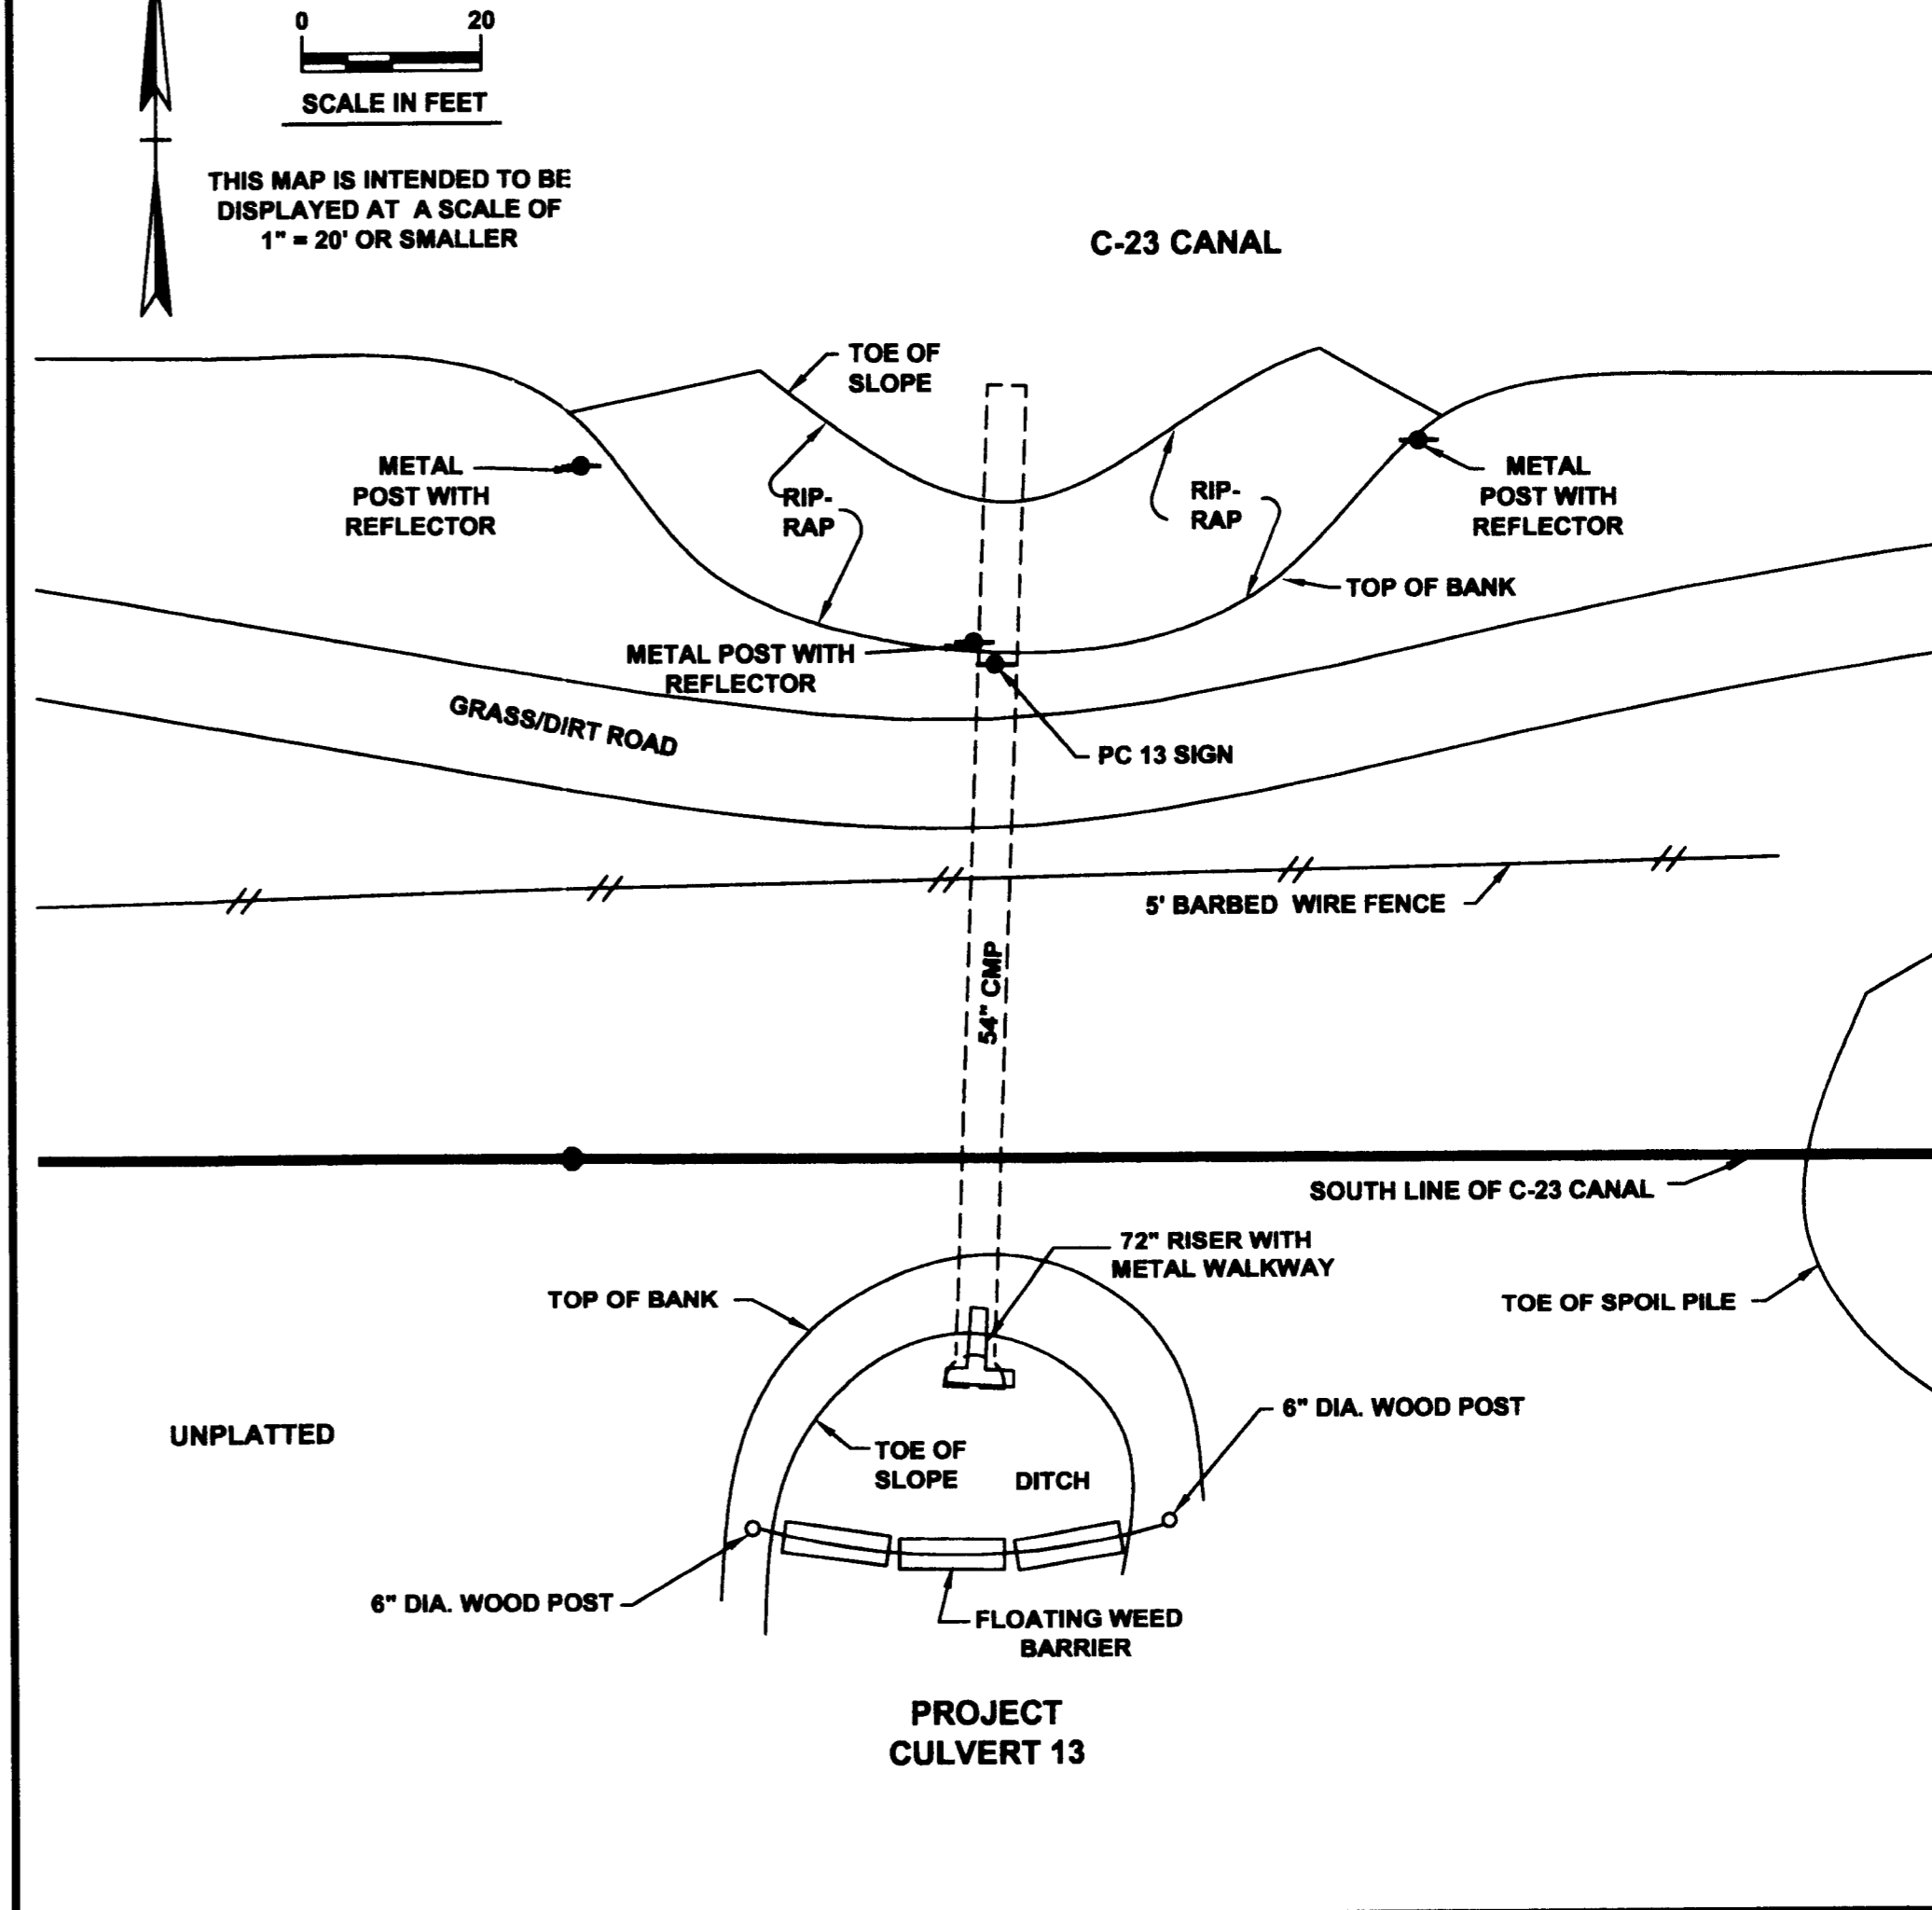 0 20
SCALE IN FEET
THIS MAP IS INTENDED TO BE
DISPLAYED AT A SCALE OF
1" = 20' OR SMALLER
C-23 CANAL
TOE OF
SLOPE
METAL
POST WITH
REFLECTOR
RIP-
RAP
RIP-
RAP
METAL
POST WITH
REFLECTOR
TOP OF BANK
METAL POST WITH
REFLECTOR
GRASS/DIRT ROAD
PC 13 SIGN
5' BARBED WIRE FENCE
54" CMP
SOUTH LINE OF C-23 CANAL
72" RISER WITH
METAL WALKWAY
TOP OF BANK
TOE OF SPOIL PILE
6" DIA. WOOD POST
UNPLATTED
TOE OF
SLOPE
DITCH
6" DIA. WOOD POST
FLOATING WEED
BARRIER
PROJECT
CULVERT 13